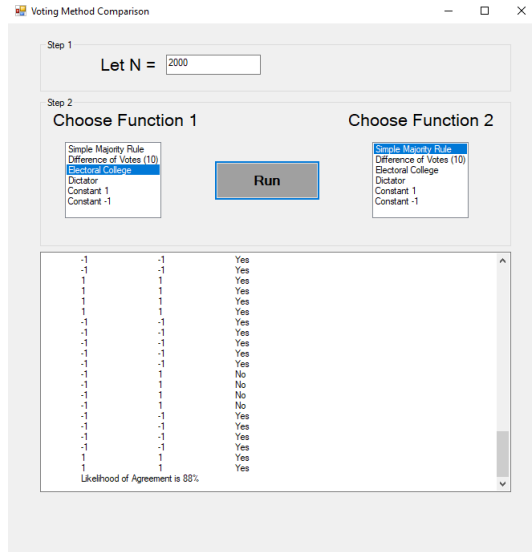 Voting Method Comparison
Step 1
Let N = 2000
Step 2
Choose Function 1
Choose Function 2
Simple Majority Rule
Difference of Votes (10)
Electoral College
Dictator
Constant 1
Constant -1
Run
Simple Majority Rule
Difference of Votes (10)
Electoral College
Dictator
Constant 1
Constant -1
-1 -1 Yes
-1 -1 Yes
1 1 Yes
1 1 Yes
1 1 Yes
1 1 Yes
-1 -1 Yes
-1 -1 Yes
-1 -1 Yes
-1 -1 Yes
-1 -1 Yes
-1 1 No
-1 1 No
-1 1 No
-1 1 No
-1 -1 Yes
-1 -1 Yes
-1 -1 Yes
-1 -1 Yes
1 1 Yes
1 1 Yes
Likelihood of Agreement is 88%